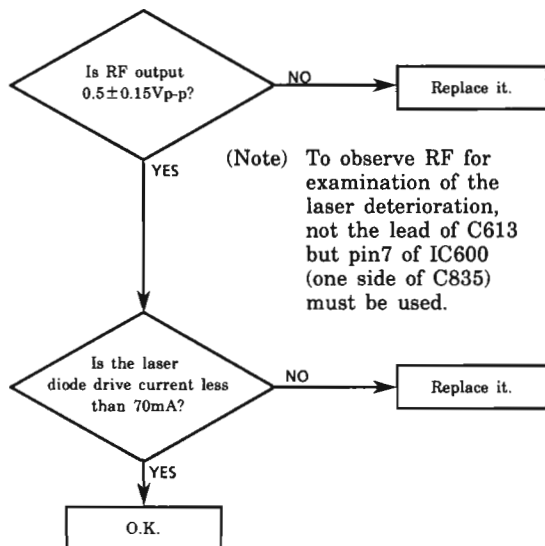 Is RF output
0.5±0.15Vp-p?
NO
Replace it.
YES
(Note) To observe RF for
examination of the
laser deterioration,
not the lead of C613
but pin7 of IC600
(one side of C835)
must be used.
Is the laser
diode drive current less
than 70mA?
NO
Replace it.
YES
O.K.